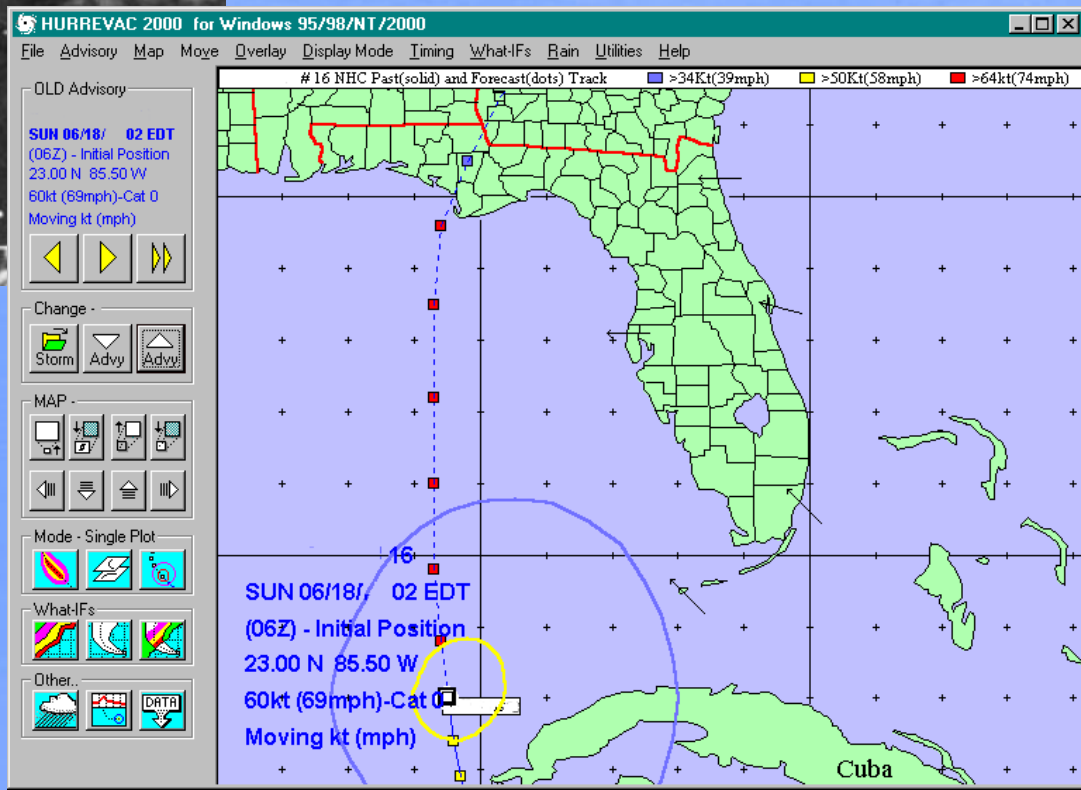 HURREVAC 2000 for Windows 95/98/NT/2000
File Advisory Map Move Overlay Display Mode Timing What-IFs Rain Utilities Help
# 16 NHC Past(solid) and Forecast(dots) Track >34Kt(39mph) >50Kt(58mph) >64kt(74mph)
OLD Advisory
SUN 06/18/ 02 EDT
(06Z) - Initial Position
23.00 N 85.50 W
60kt (69mph)-Cat 0
Moving kt (mph)
Change -
Storm Advy Advy
MAP -
Mode - Single Plot
What-IFs
Other..
DATA
16
SUN 06/18/ 02 EDT
(06Z) - Initial Position
23.00 N 85.50 W
60kt (69mph)-Cat 0
Moving kt (mph)
Cuba